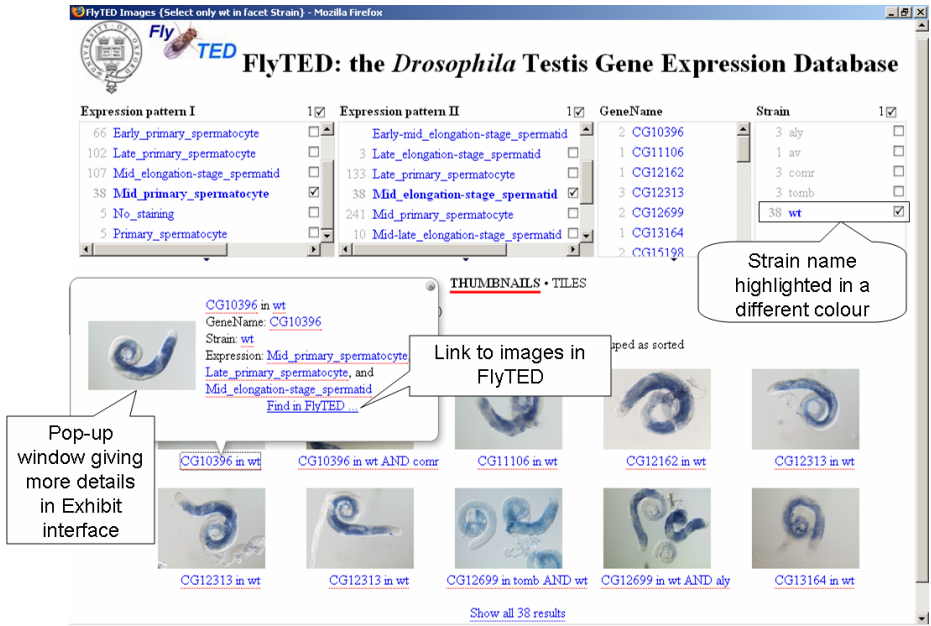 FlyTED Images {Select only wt in facet Strain} - Mozilla Firefox
Fly
TED
FlyTED: the Drosophila Testis Gene Expression Database
Expression pattern I 1
66 Early_primary_spermatocyte
102 Late_primary_spermatocyte
107 Mid_elongation-stage_spermatid
38 Mid_primary_spermatocyte
5 No_staining
5 Primary_spermatocyte
Expression pattern II 1
Early-mid_elongation-stage_spermatid
3 Late_elongation-stage_spermatid
133 Late_primary_spermatocyte
38 Mid_elongation-stage_spermatid
241 Mid_primary_spermatocyte
10 Mid-late_elongation-stage_spermatid
GeneName
2 CG10396
1 CG11106
1 CG12162
3 CG12313
2 CG12699
1 CG13164
2 CG15198
Strain 1
3 aly
1 av
3 comr
3 tomb
38 wt
Strain name
highlighted in a
different colour
THUMBNAILS • TILES
CG10396 in wt
GeneName: CG10396
Strain: wt
Expression: Mid_primary_spermatocyte,
Late_primary_spermatocyte, and
Mid_elongation-stage_spermatid
Find in FlyTED ...
Link to images in
FlyTED
uped as sorted
Pop-up
window giving
more details
in Exhibit
interface
CG10396 in wt
CG10396 in wt AND comr
CG11106 in wt
CG12162 in wt
CG12313 in wt
CG12313 in wt
CG12313 in wt
CG12699 in tomb AND wt
CG12699 in wt AND aly
CG13164 in wt
Show all 38 results